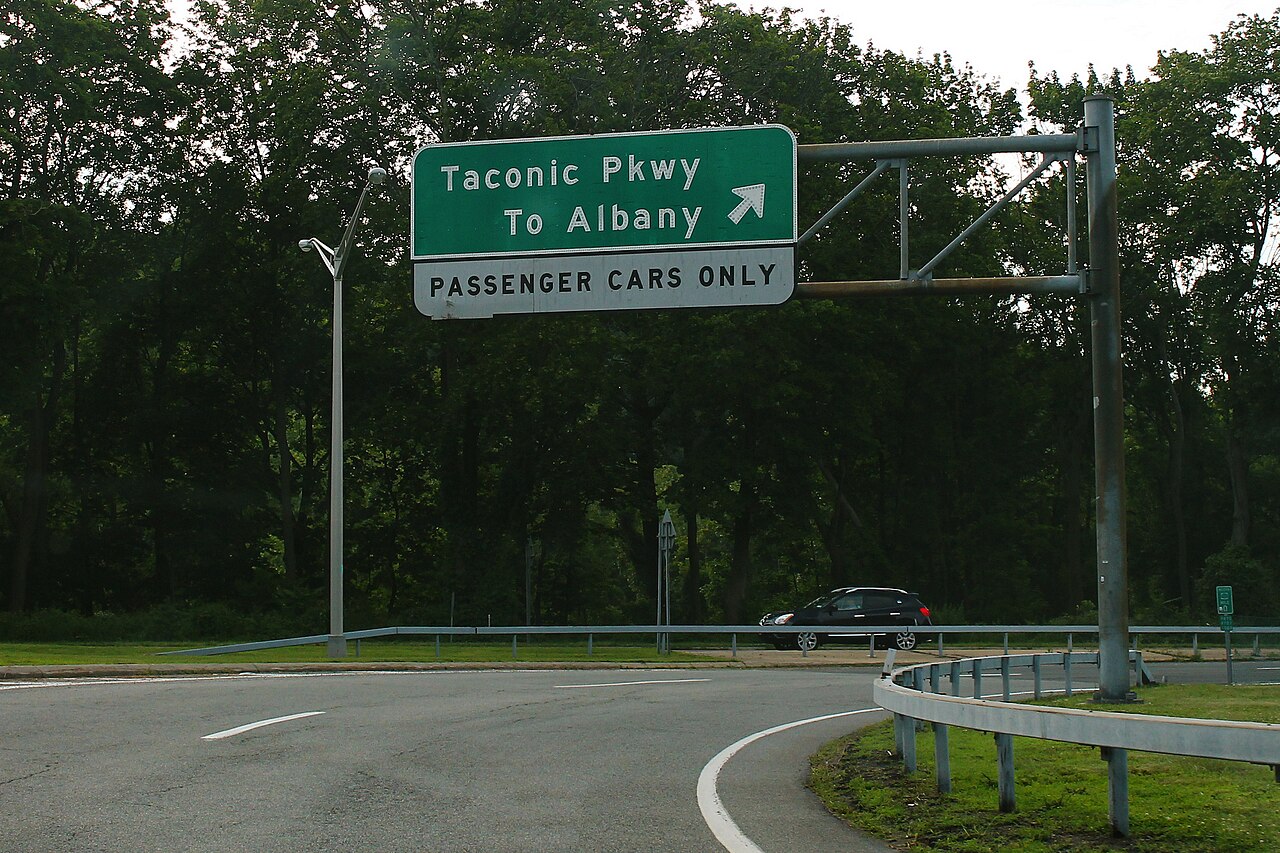 Taconic Pkwy
To Albany
PASSENGER CARS ONLY